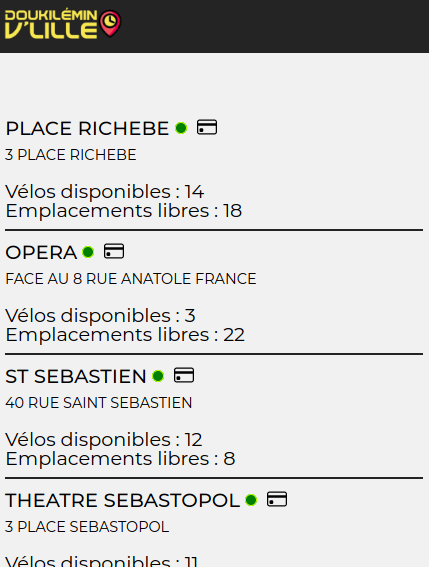 DOUKILÉMIN
V'LILLE
PLACE RICHEBE
3 PLACE RICHEBE
Vélos disponibles : 14
Emplacements libres : 18
OPERA
FACE AU 8 RUE ANATOLE FRANCE
Vélos disponibles : 3
Emplacements libres : 22
ST SEBASTIEN
40 RUE SAINT SEBASTIEN
Vélos disponibles : 12
Emplacements libres : 8
THEATRE SEBASTOPOL
3 PLACE SEBASTOPOL
Vélos disponibles : 11